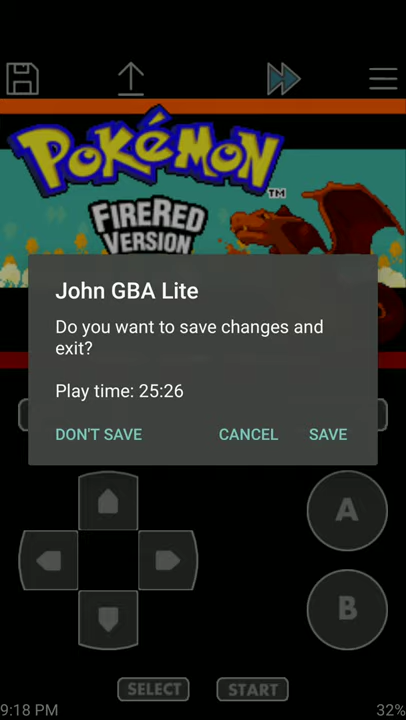 POKéMON
TM
FIRERED
VERSION
John GBA Lite
Do you want to save changes and
exit?
Play time: 25:26
DON'T SAVE CANCEL SAVE
A
B
SELECT START
9:18 PM 32%